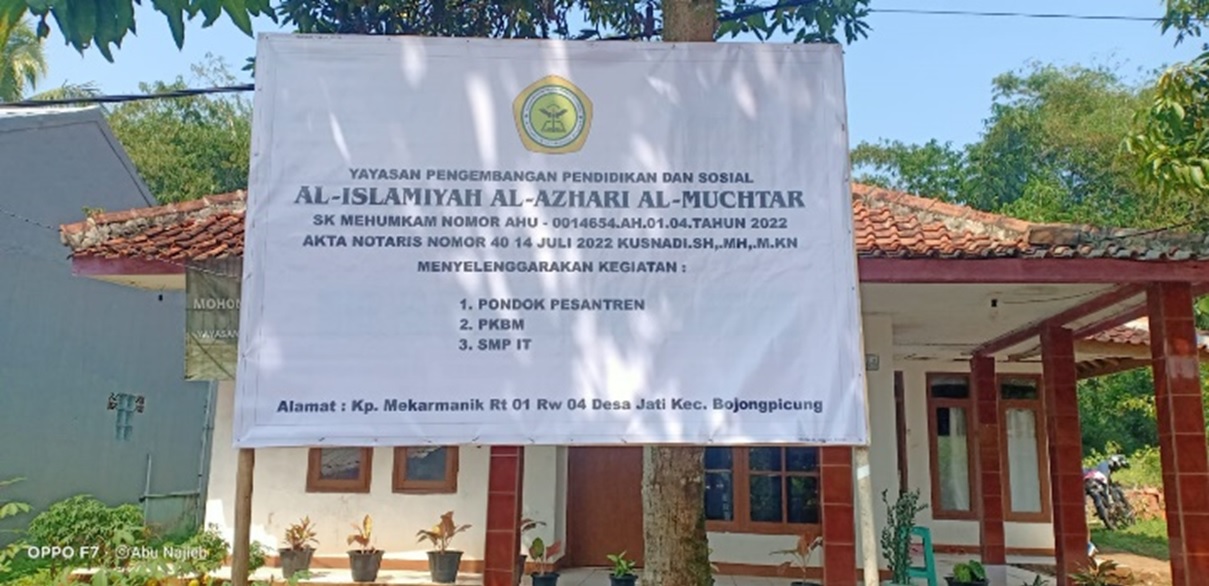 YAYASAN PENGEMBANGAN PENDIDIKAN DAN SOSIAL
AL-ISLAMIYAH AL-AZHARI AL-MUCHTAR
SK MEHUMKAM NOMOR AHU - 0014654.AH.01.04.TAHUN 2022
AKTA NOTARIS NOMOR 40 14 JULI 2022 KUSNADI.SH,.MH,.M.KN
MENYELENGGARAKAN KEGIATAN :
1. PONDOK PESANTREN
2. PKBM
3. SMP IT
Alamat : Kp. Mekarmanik Rt 01 Rw 04 Desa Jati Kec. Bojongpicung
MOHON
YAYASAN
OPPO F7 ©Abu Najieb